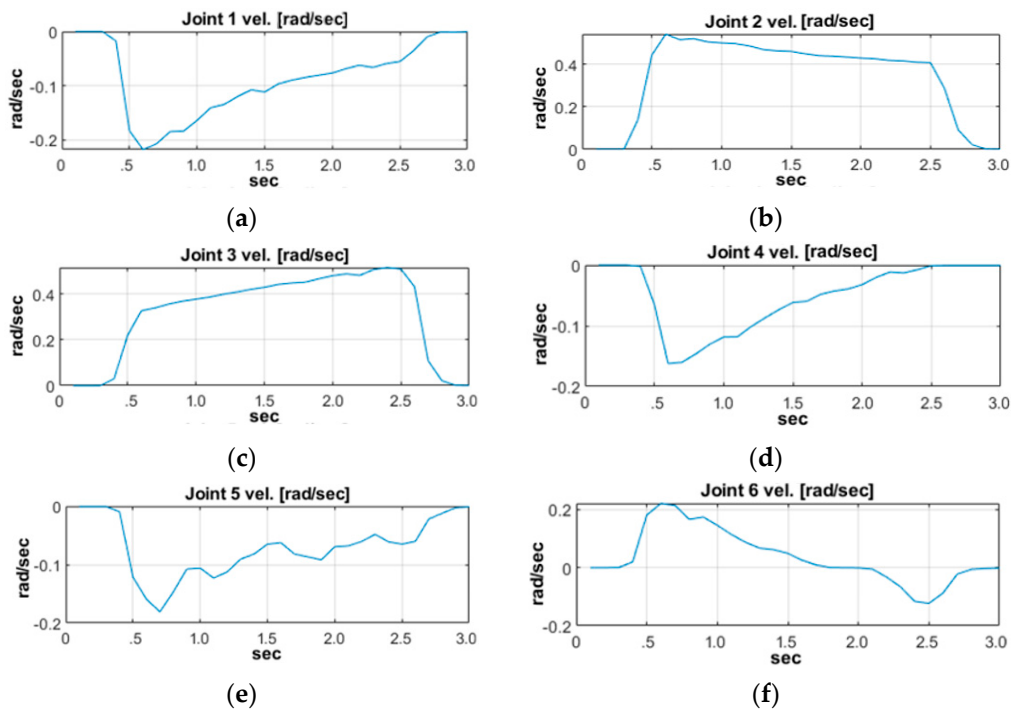 Joint 1 vel. [rad/sec]
rad/sec
0
-0.1
-0.2
0 .5 1.0 1.5 2.0 2.5 3.0
sec
(a)
Joint 2 vel. [rad/sec]
rad/sec
0.4
0.2
0
0 .5 1.0 1.5 2.0 2.5 3.0
sec
(b)
Joint 3 vel. [rad/sec]
rad/sec
0.4
0.2
0
0 .5 1.0 1.5 2.0 2.5 3.0
sec
(c)
Joint 4 vel. [rad/sec]
rad/sec
0
-0.1
-0.2
0 .5 1.0 1.5 2.0 2.5 3.0
sec
(d)
Joint 5 vel. [rad/sec]
rad/sec
0
-0.1
-0.2
0 .5 1.0 1.5 2.0 2.5 3.0
sec
(e)
Joint 6 vel. [rad/sec]
rad/sec
0.2
0
-0.2
0 .5 1.0 1.5 2.0 2.5 3.0
sec
(f)